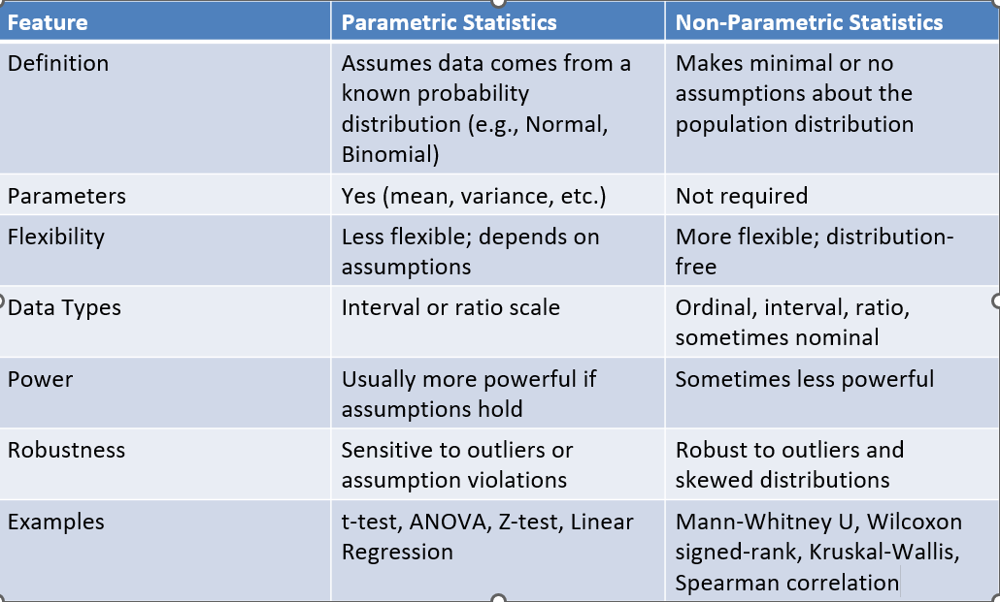 Feature Parametric Statistics Non-Parametric Statistics
Definition
Assumes data comes from a
known probability
distribution (e.g., Normal,
Binomial)
Makes minimal or no
assumptions about the
population distribution
Parameters
Yes (mean, variance, etc.)
Not required
Flexibility
Less flexible; depends on
assumptions
More flexible; distribution-
free
Data Types
Interval or ratio scale
Ordinal, interval, ratio,
sometimes nominal
Power
Usually more powerful if
assumptions hold
Sometimes less powerful
Robustness
Sensitive to outliers or
assumption violations
Robust to outliers and
skewed distributions
Examples
t-test, ANOVA, Z-test, Linear
Regression
Mann-Whitney U, Wilcoxon
signed-rank, Kruskal-Wallis,
Spearman correlation